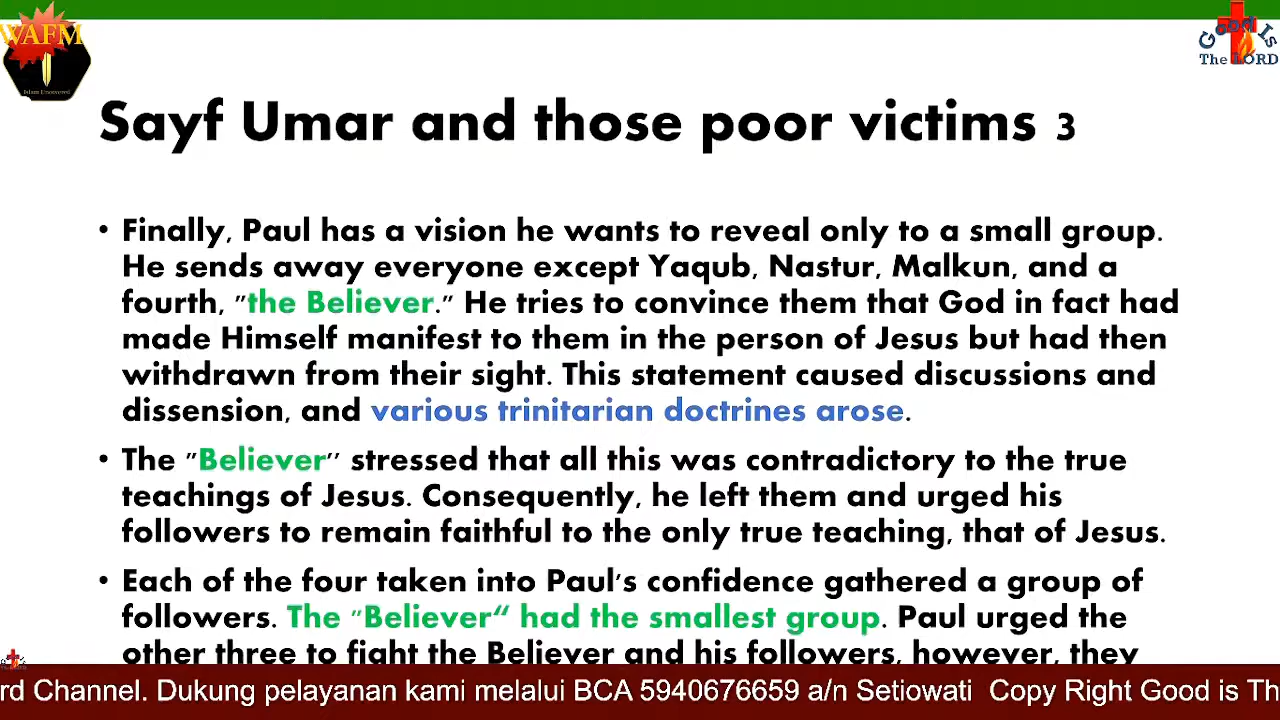 WAFM
Islam Uncovered
Good Is
The LORD
Sayf Umar and those poor victims 3
• Finally, Paul has a vision he wants to reveal only to a small group.
He sends away everyone except Yaqub, Nastur, Malkun, and a
fourth, "the Believer." He tries to convince them that God in fact had
made Himself manifest to them in the person of Jesus but had then
withdrawn from their sight. This statement caused discussions and
dissension, and various trinitarian doctrines arose.
• The "Believer'' stressed that all this was contradictory to the true
teachings of Jesus. Consequently, he left them and urged his
followers to remain faithful to the only true teaching, that of Jesus.
• Each of the four taken into Paul's confidence gathered a group of
followers. The "Believer“ had the smallest group. Paul urged the
other three to fight the Believer and his followers, however, they
rd Channel. Dukung pelayanan kami melalui BCA 5940676659 a/n Setiowati Copy Right Good is Th